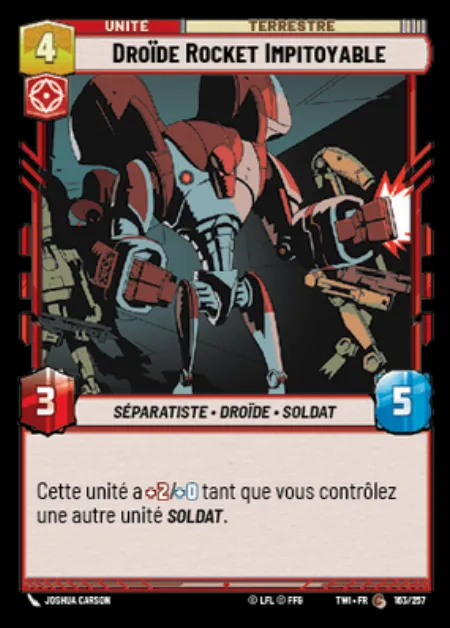 UNITÉ
TERRESTRE
4
DROÏDE ROCKET IMPITOYABLE
3
SÉPARATISTE • DROÏDE • SOLDAT
5
Cette unité a +2/+0 tant que vous contrôlez
une autre unité SOLDAT.
JOSHUA CARSON
© LFL © FFG
TWI • FR C 163/257